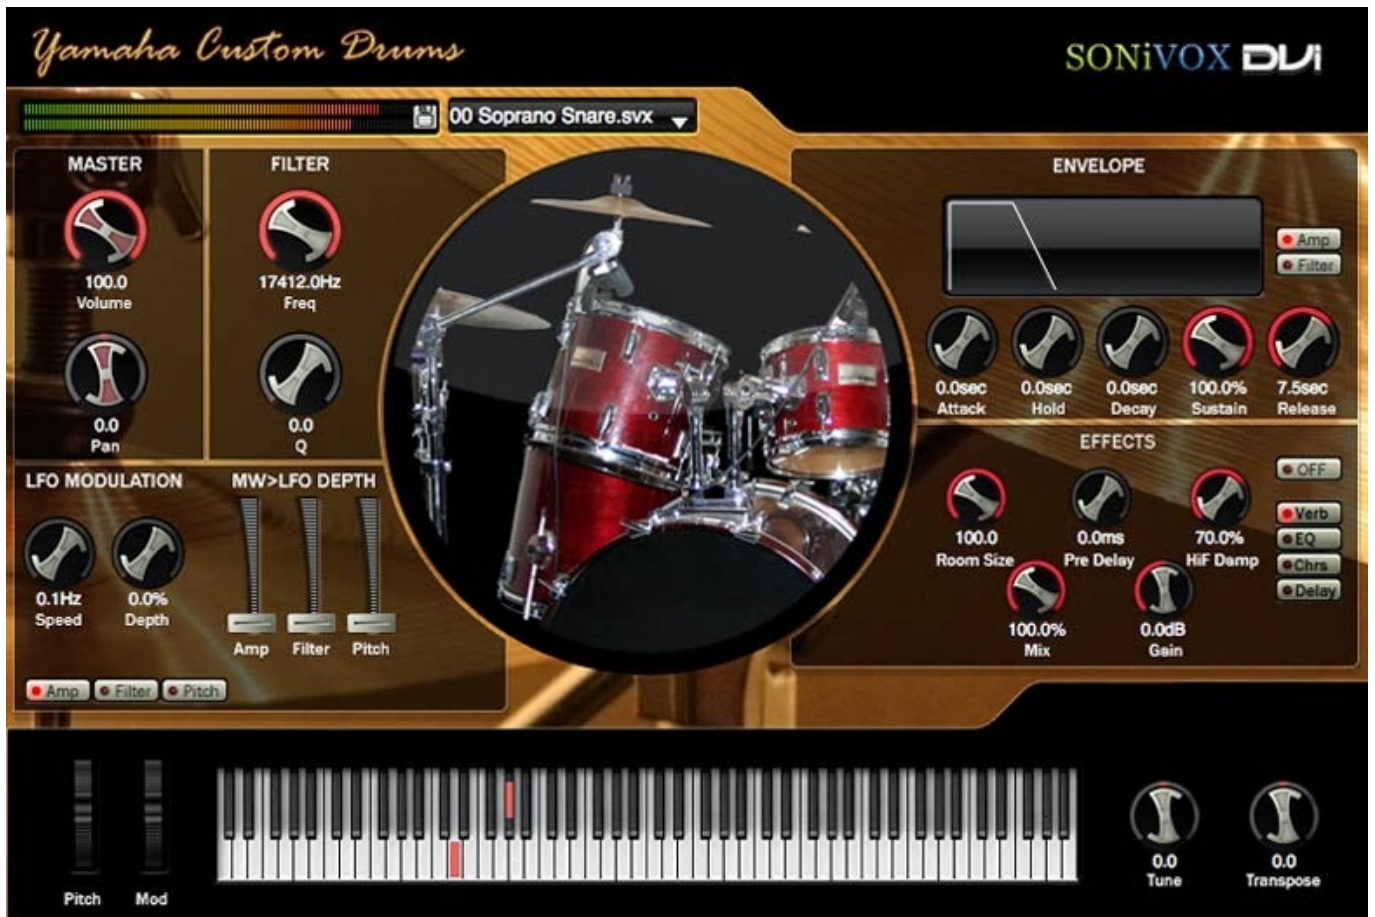 Yamaha Custom Drums
SONiVOX DVi
00 Soprano Snare.svx
MASTER
FILTER
100.0
Volume
17412.0Hz
Freq
0.0
Pan
0.0
Q
LFO MODULATION
MW>LFO DEPTH
0.1Hz
Speed
0.0%
Depth
Amp
Filter
Pitch
Amp
Filter
Pitch
ENVELOPE
Amp
Filter
0.0sec
Attack
0.0sec
Hold
0.0sec
Decay
100.0%
Sustain
7.5sec
Release
EFFECTS
OFF
100.0
Room Size
0.0ms
Pre Delay
70.0%
HiF Damp
Verb
EQ
Chrs
Delay
100.0%
Mix
0.0dB
Gain
Pitch
Mod
0.0
Tune
0.0
Transpose